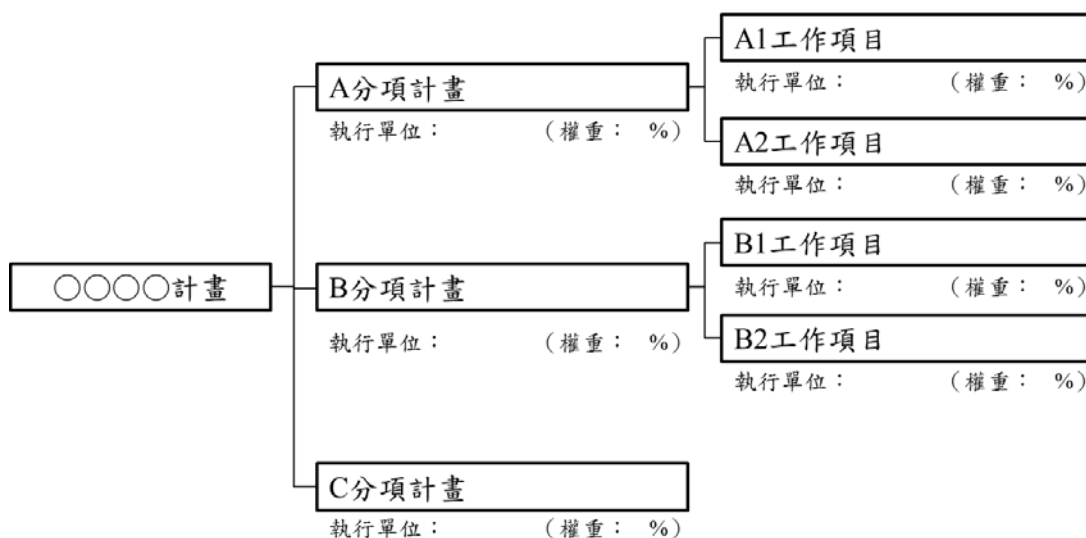 ○○○○計畫
A分項計畫
執行單位： （權重： %）
A1工作項目
執行單位： （權重： %）
A2工作項目
執行單位： （權重： %）
B分項計畫
執行單位： （權重： %）
B1工作項目
執行單位： （權重： %）
B2工作項目
執行單位： （權重： %）
C分項計畫
執行單位： （權重： %）